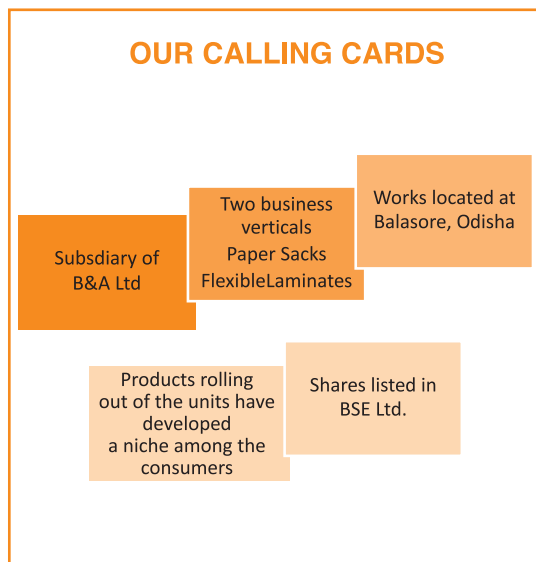 OUR CALLING CARDS
Subsdiary of
B&A Ltd
Two business
verticals
Paper Sacks
FlexibleLaminates
Works located at
Balasore, Odisha
Products rolling
out of the units have
developed
a niche among the
consumers
Shares listed in
BSE Ltd.